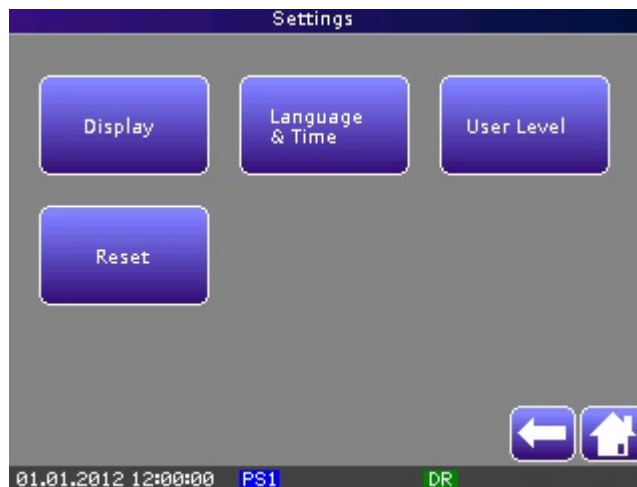 Settings
Display
Language
& Time
User Level
Reset
01.01.2012 12:00:00 PS1 DR